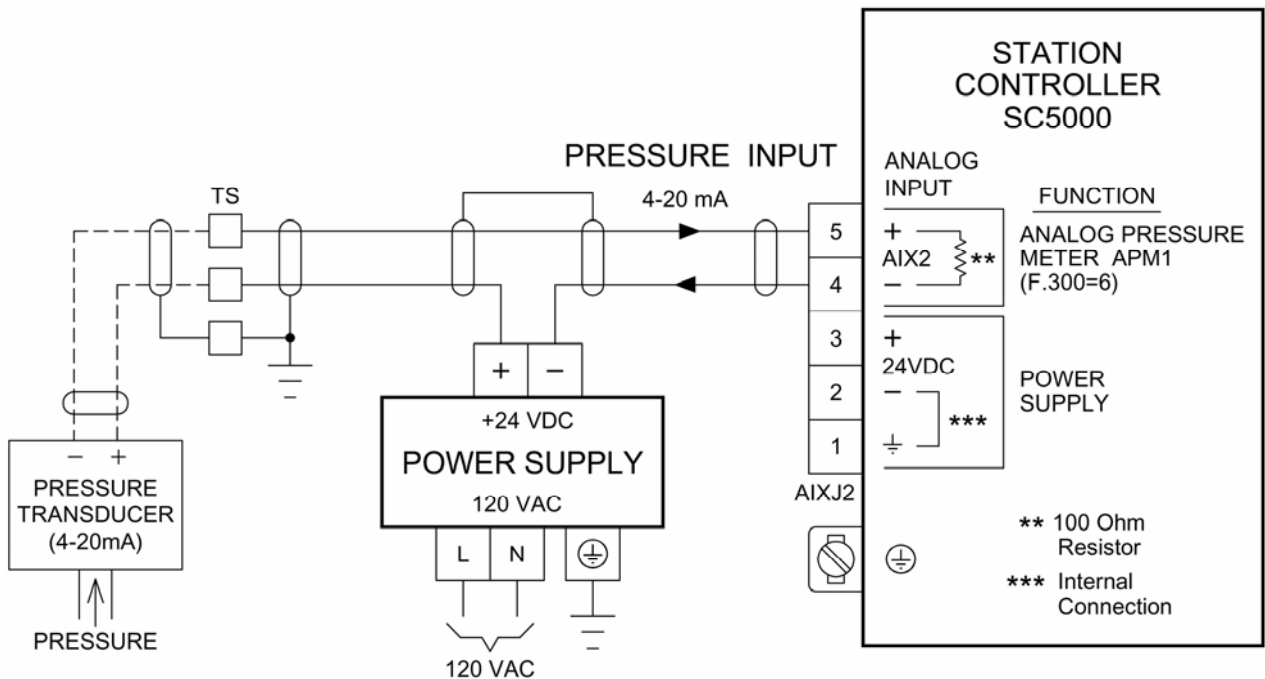 STATION
CONTROLLER
SC5000
PRESSURE INPUT
4-20 mA
ANALOG
INPUT
FUNCTION
TS
5
+
AIX2
**
−
4
ANALOG PRESSURE
METER APM1
(F.300=6)
3
+
24VDC
2
−
***
1
POWER
SUPPLY
AIXJ2
+ −
+24 VDC
POWER SUPPLY
120 VAC
L N
120 VAC
− +
PRESSURE
TRANSDUCER
(4-20mA)
PRESSURE
** 100 Ohm
Resistor
*** Internal
Connection